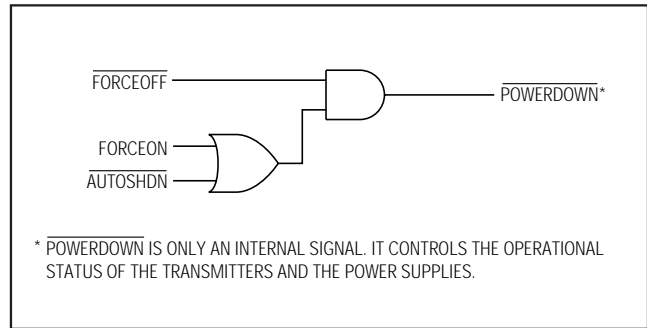 FORCEOFF
POWERDOWN*
FORCEON
AUTOSHDN
* POWERDOWN IS ONLY AN INTERNAL SIGNAL. IT CONTROLS THE OPERATIONAL
STATUS OF THE TRANSMITTERS AND THE POWER SUPPLIES.